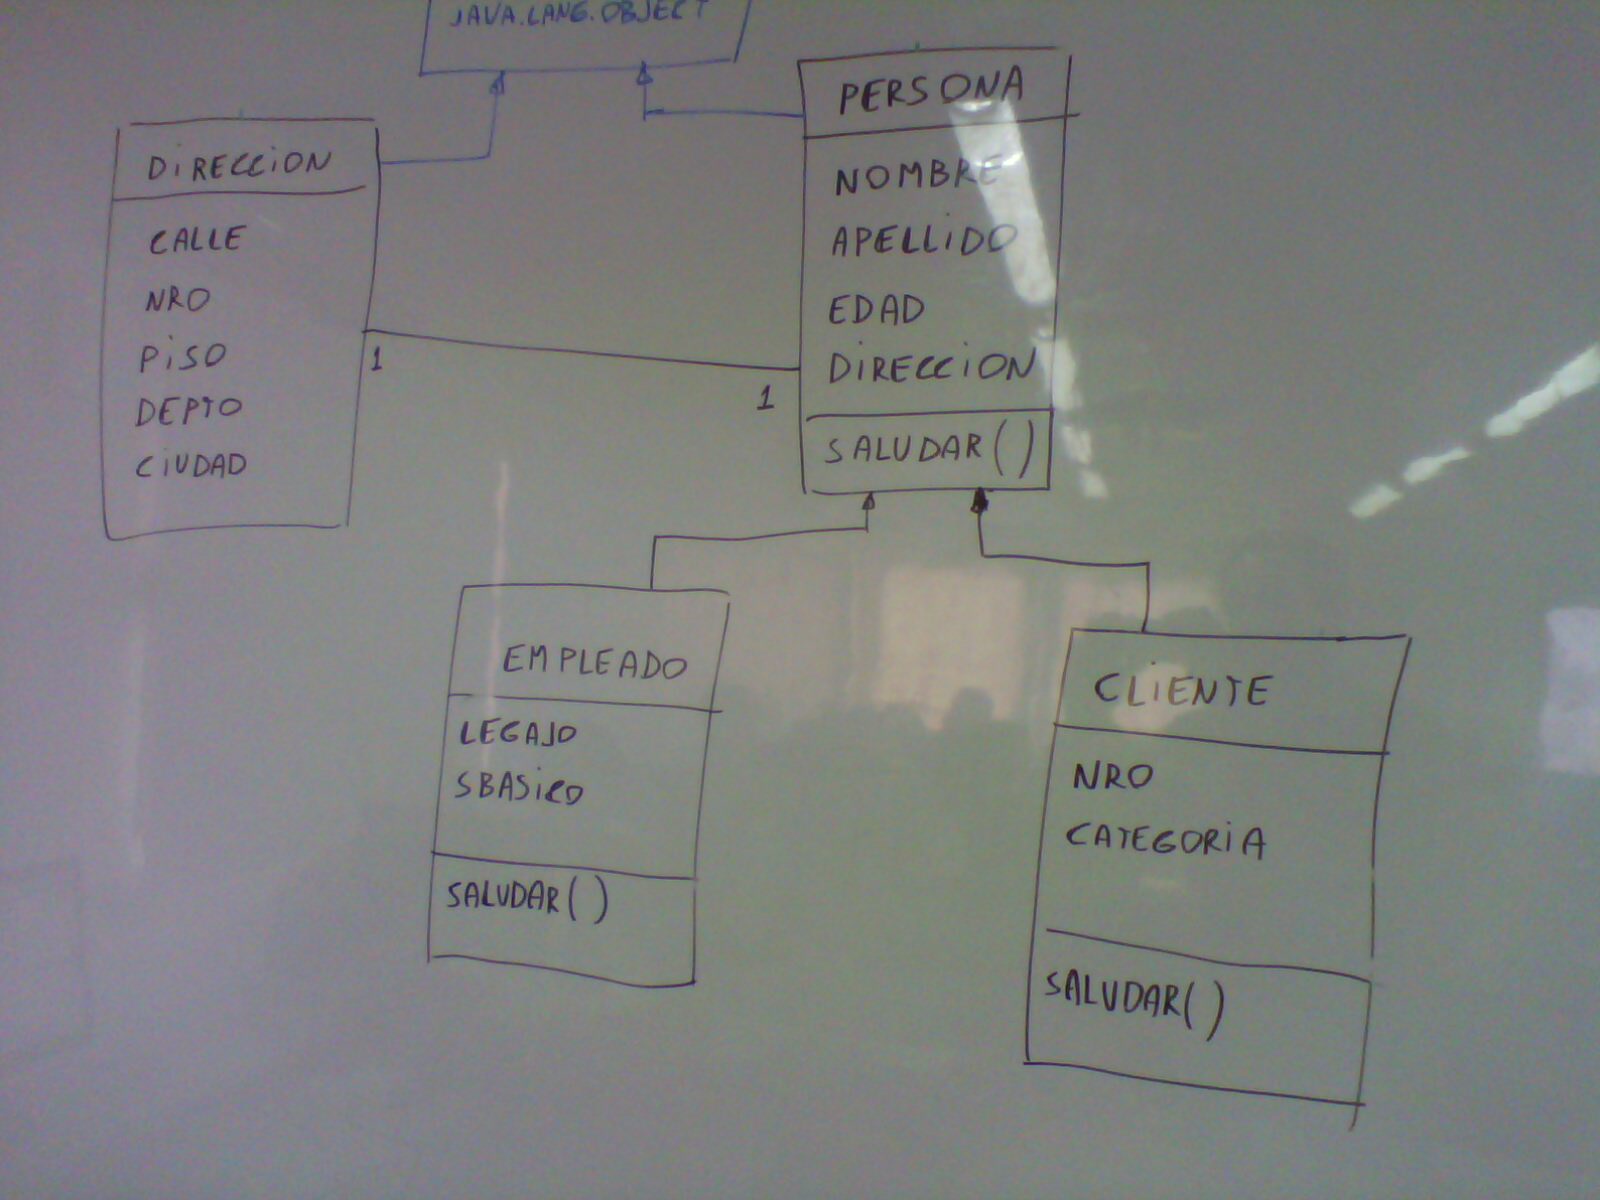 JAVA.LANG.OBJECT
DiRECCiON
CALLE
NRO
PiSO
DEPTO
CiUDAD
1
1
PERSONA
NOMBRE
APELLiDO
EDAD
DiRECCiON
SALUDAR()
EMPLEADO
LEGAJO
SBASiCO
SALUDAR()
CLiENTE
NRO
CATEGORiA
SALUDAR()